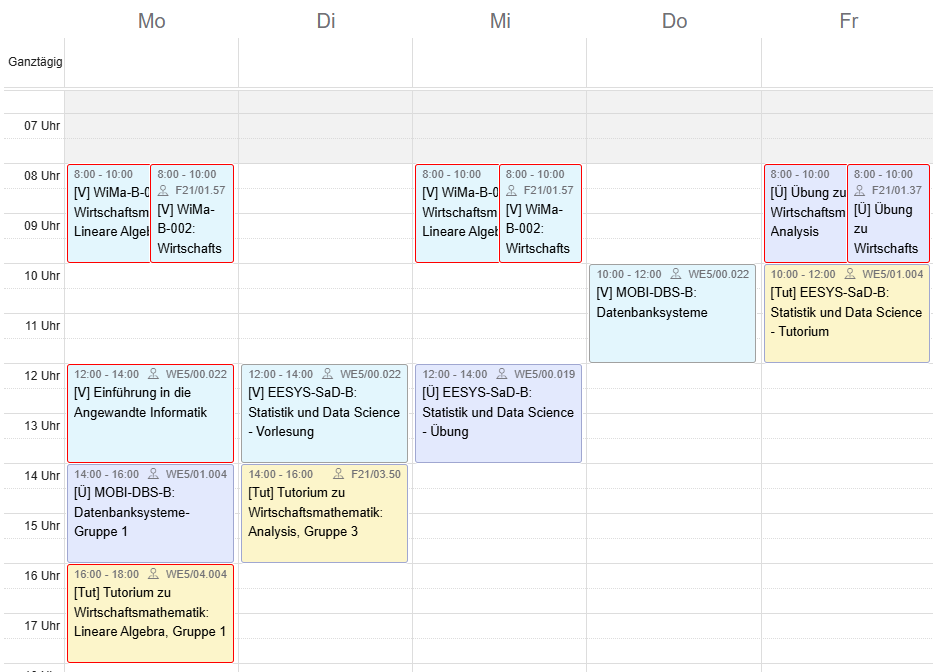 Mo Di Mi Do Fr
Ganztägig
07 Uhr
08 Uhr
09 Uhr
10 Uhr
11 Uhr
12 Uhr
13 Uhr
14 Uhr
15 Uhr
16 Uhr
17 Uhr
8:00 - 10:00
[V] WiMa-B-0
Wirtschaftsm
Lineare Algeb
8:00 - 10:00
F21/01.57
[V] WiMa-
B-002:
Wirtschafts
12:00 - 14:00 WE5/00.022
[V] Einführung in die
Angewandte Informatik
14:00 - 16:00 WE5/01.004
[Ü] MOBI-DBS-B:
Datenbanksysteme-
Gruppe 1
16:00 - 18:00 WE5/04.004
[Tut] Tutorium zu
Wirtschaftsmathematik:
Lineare Algebra, Gruppe 1
12:00 - 14:00 WE5/00.022
[V] EESYS-SaD-B:
Statistik und Data Science
- Vorlesung
14:00 - 16:00 F21/03.50
[Tut] Tutorium zu
Wirtschaftsmathematik:
Analysis, Gruppe 3
8:00 - 10:00
[V] WiMa-B-0
Wirtschaftsm
Lineare Algeb
8:00 - 10:00
F21/01.57
[V] WiMa-
B-002:
Wirtschafts
12:00 - 14:00 WE5/00.019
[Ü] EESYS-SaD-B:
Statistik und Data Science
- Übung
10:00 - 12:00 WE5/00.022
[V] MOBI-DBS-B:
Datenbanksysteme
8:00 - 10:00
[Ü] Übung zu
Wirtschaftsm
Analysis
8:00 - 10:00
F21/01.37
[Ü] Übung
zu
Wirtschafts
10:00 - 12:00 WE5/01.004
[Tut] EESYS-SaD-B:
Statistik und Data Science
- Tutorium